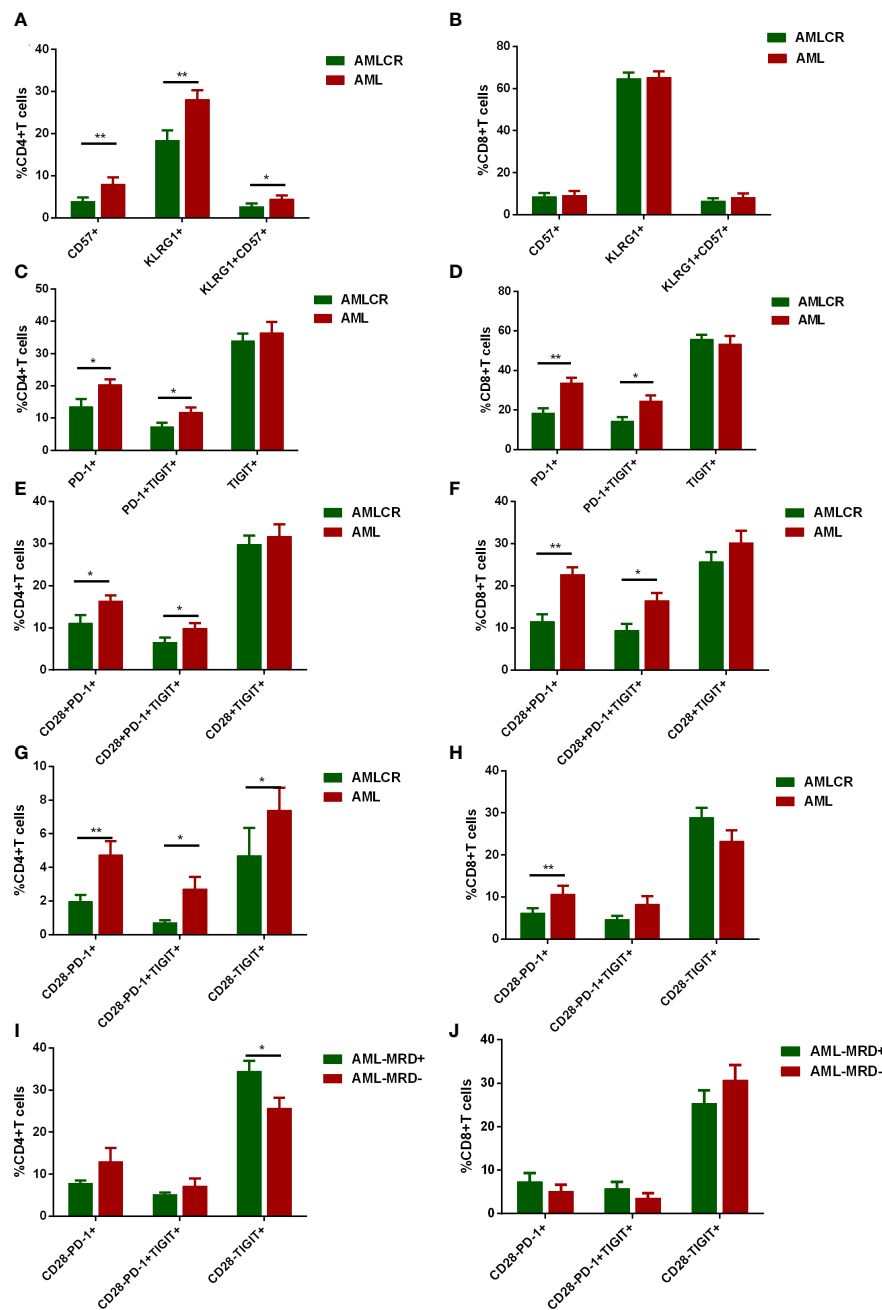 A
%CD4+T cells
40
30
20
10
0
** ** *
CD57+ KLRG1+ KLRG1+CD57+
AMLCR
AML
B
%CD8+T cells
80
60
40
20
0
CD57+ KLRG1+ KLRG1+CD57+
AMLCR
AML
C
%CD4+T cells
50
40
30
20
10
0
* *
PD-1+ PD-1+TIGIT+ TIGIT+
AMLCR
AML
D
%CD8+T cells
80
60
40
20
0
** *
PD-1+ PD-1+TIGIT+ TIGIT+
AMLCR
AML
E
%CD4+T cells
40
30
20
10
0
* *
CD28+PD-1+ CD28+PD-1+TIGIT+ CD28+TIGIT+
AMLCR
AML
F
%CD8+T cells
40
30
20
10
0
** *
CD28+PD-1+ CD28+PD-1+TIGIT+ CD28+TIGIT+
AMLCR
AML
G
%CD4+T cells
10
8
6
4
2
0
** * *
CD28-PD-1+ CD28-PD-1+TIGIT+ CD28-TIGIT+
AMLCR
AML
H
%CD8+T cells
40
30
20
10
0
**
CD28-PD-1+ CD28-PD-1+TIGIT+ CD28-TIGIT+
AMLCR
AML
I
%CD4+T cells
40
30
20
10
0
*
CD28-PD-1+ CD28-PD-1+TIGIT+ CD28-TIGIT+
AML-MRD+
AML-MRD-
J
%CD8+T cells
40
30
20
10
0
CD28-PD-1+ CD28-PD-1+TIGIT+ CD28-TIGIT+
AML-MRD+
AML-MRD-